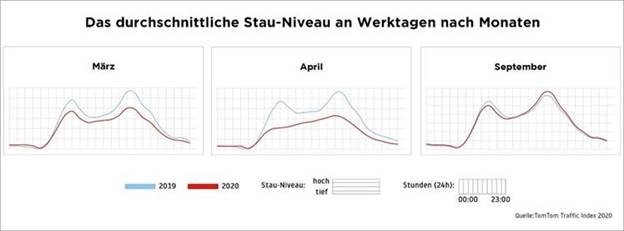 Das durchschnittliche Stau-Niveau an Werktagen nach Monaten
März
April
September
2019
2020
Stau-Niveau:
hoch
tief
Stunden (24h):
00:00 23:00
Quelle:TomTom Traffic Index 2020